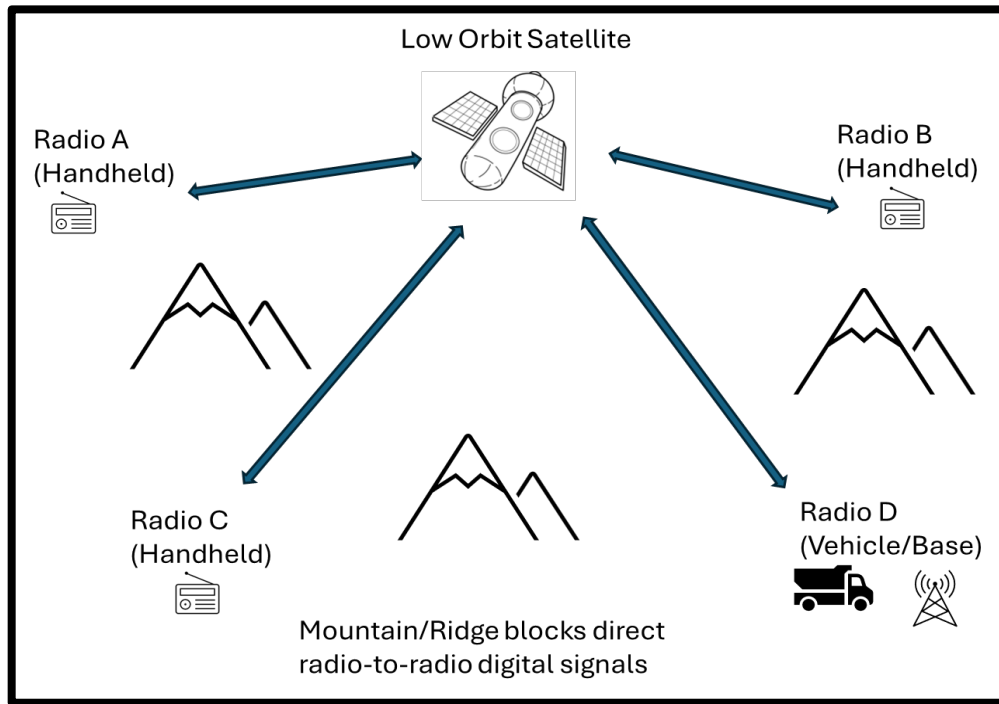 Low Orbit Satellite
Radio A
(Handheld)
Radio B
(Handheld)
Radio C
(Handheld)
Radio D
(Vehicle/Base)
Mountain/Ridge blocks direct
radio-to-radio digital signals